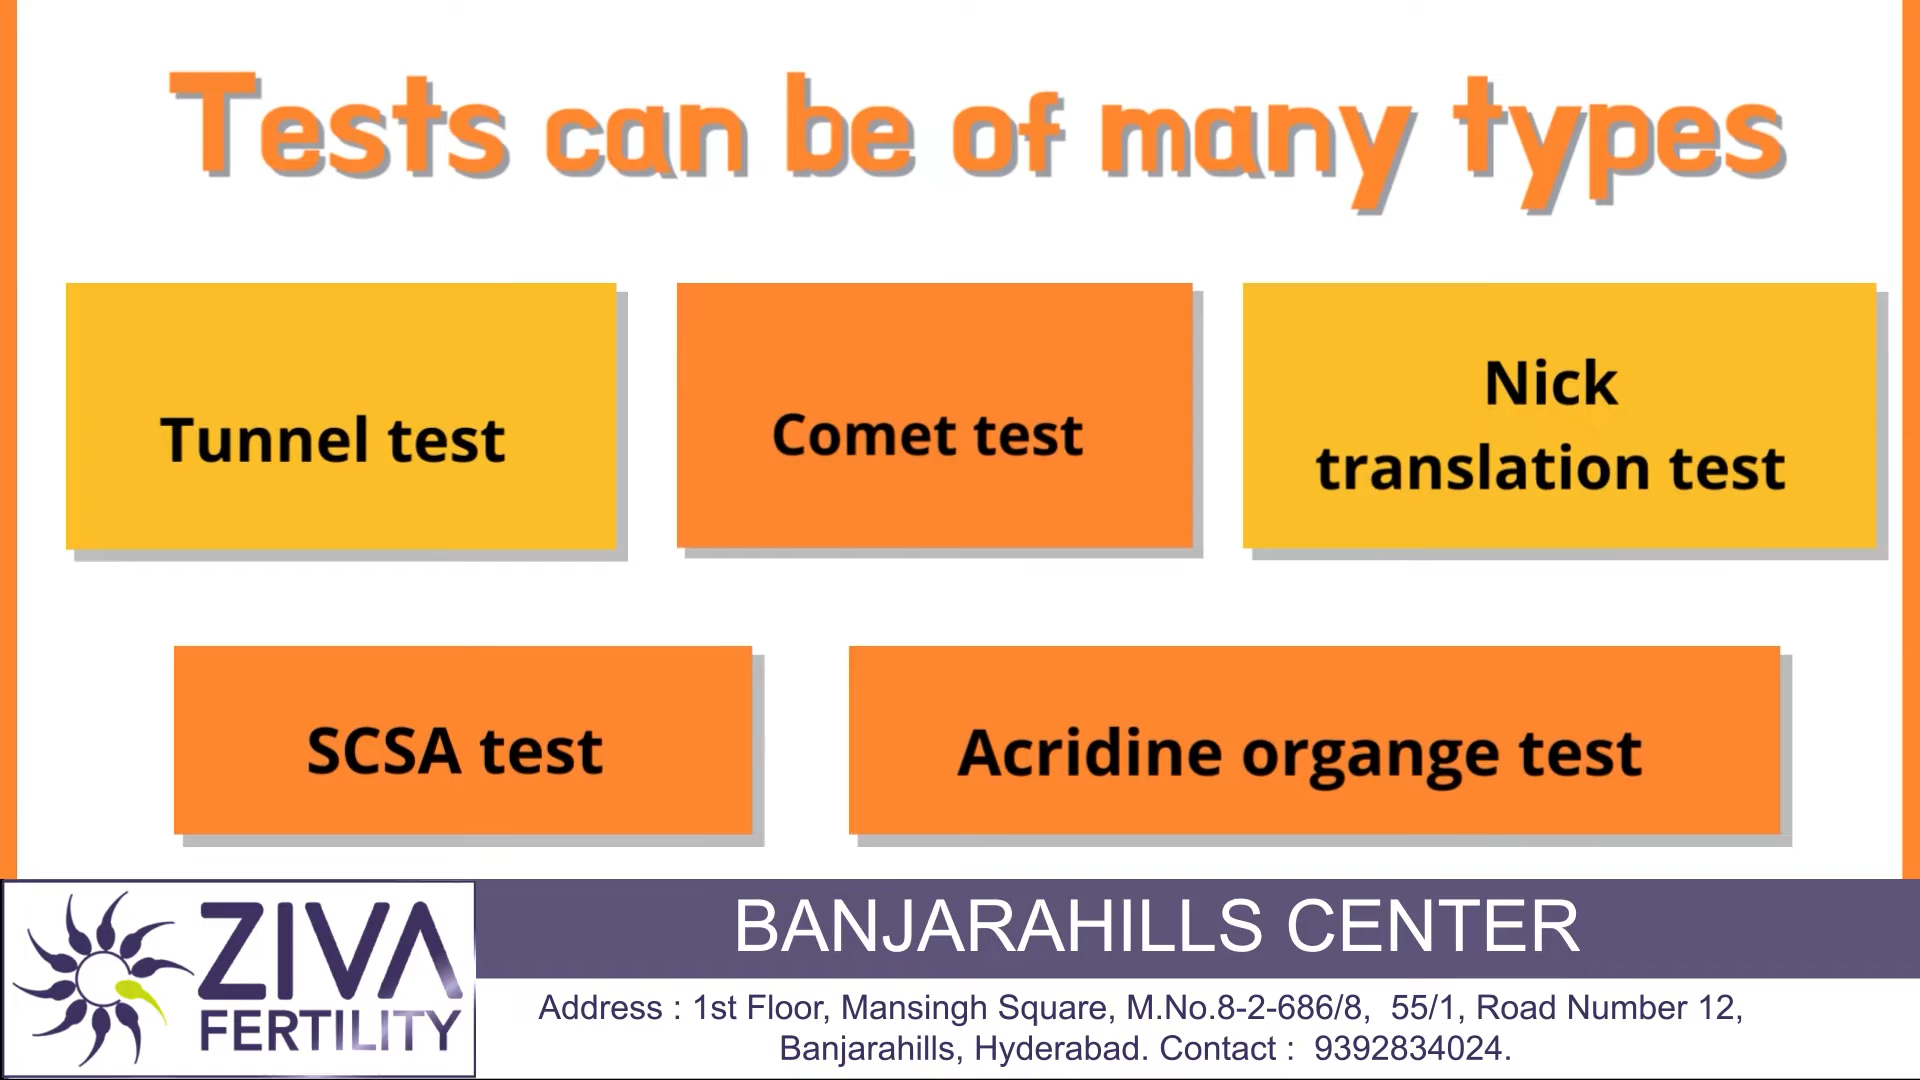 Tests can be of many types
Tunnel test
Comet test
Nick
translation test
SCSA test
Acridine organge test
ZIVA
FERTILITY
BANJARAHILLS CENTER
Address : 1st Floor, Mansingh Square, M.No.8-2-686/8,  55/1, Road Number 12,
Banjarahills, Hyderabad. Contact :  9392834024.